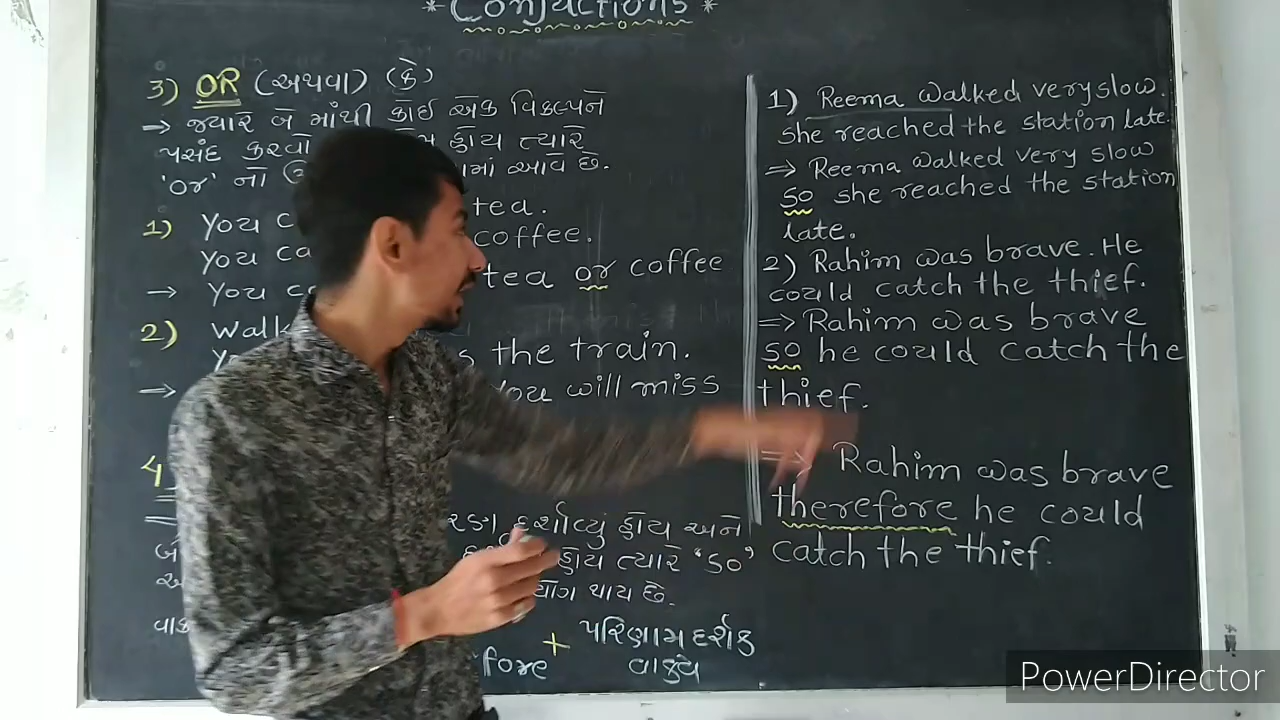 * Conjuctions *
3) OR (અથવા) (કે)
⇒ જ્યારે બે માંથી કોઈ એક વિકલ્પને
પસંદ કરવો હોય ત્યારે
'or' નો માં આવે છે.
1) You tea.
You coffee.
→ You tea or coffee
2) Walk
the train.
→ you will miss
4
દર્શાવ્યુ હોય અને
હોય ત્યારે 'so'
થાય છે.
+ પરિણામ દર્શક
વાક્ય
1) Reema walked very slow.
she reached the station late.
⇒ Reema walked very slow
so she reached the station
late.
2) Rahim was brave. He
could catch the thief.
⇒ Rahim was brave
so he could catch the
thief.
⇒ Rahim was brave
therefore he could
catch the thief.
PowerDirector